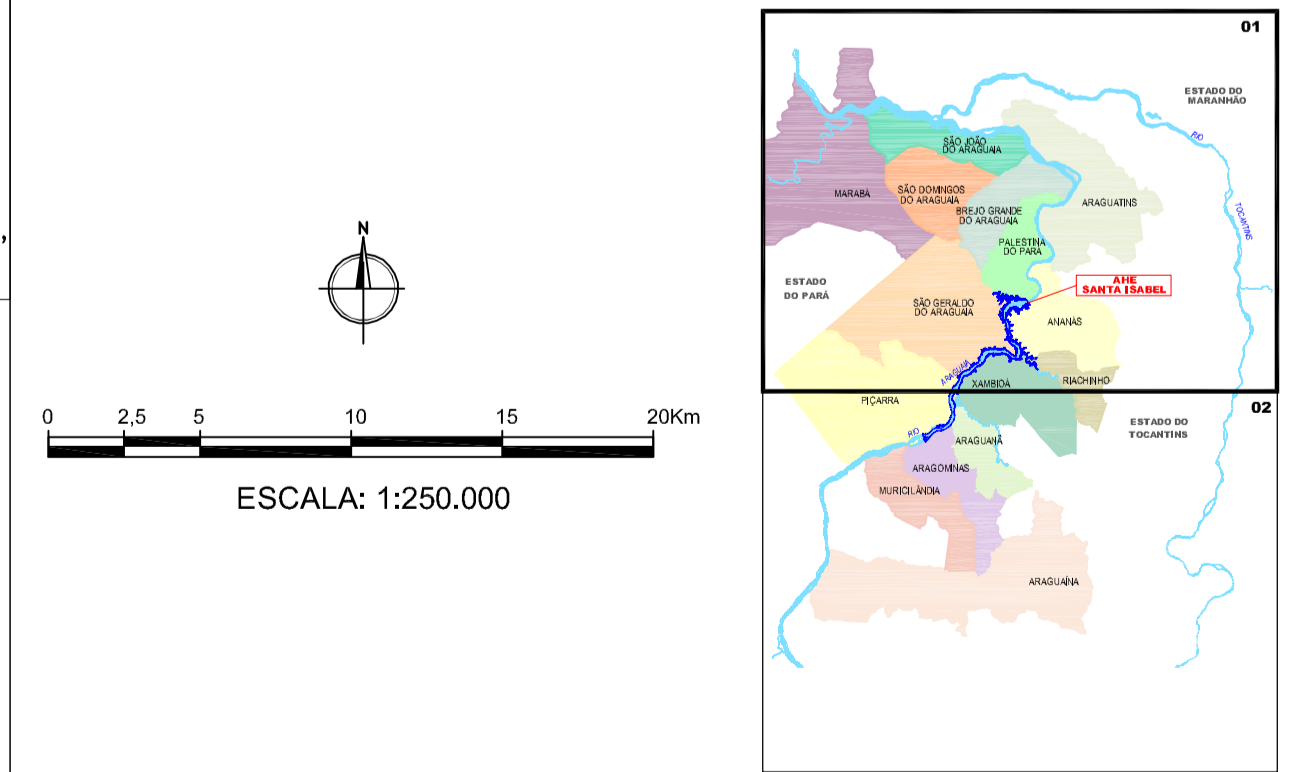 ,
N
0 2,5 5 10 15 20Km
ESCALA: 1:250.000
01
ESTADO DO
MARANHÃO
RIO
TOCANTINS
SÃO JOÃO
DO ARAGUAIA
MARABÁ
SÃO DOMINGOS
DO ARAGUAIA
BREJO GRANDE
DO ARAGUAIA
ARAGUATINS
PALESTINA
DO PARÁ
ESTADO
DO PARÁ
AHE
SANTA ISABEL
SÃO GERALDO
DO ARAGUAIA
ANANÁS
ARAGUAIA
XAMBIOÁ
RIACHINHO
PIÇARRA
02
ESTADO DO
TOCANTINS
RIO
ARAGUANÃ
ARAGOMINAS
MURICILÂNDIA
ARAGUAÍNA